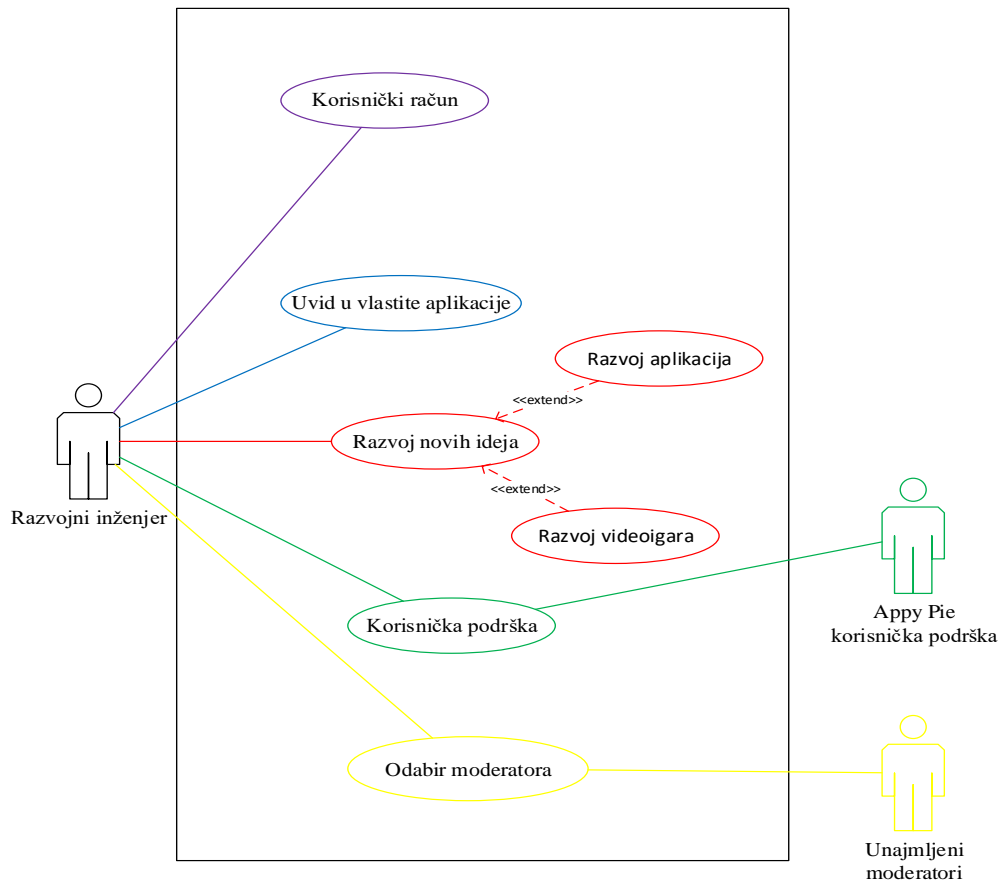 Korisnički račun
Uvid u vlastite aplikacije
Razvoj aplikacija
<<extend>>
Razvoj novih ideja
<<extend>>
Razvoj videoigara
Razvojni inženjer
Korisnička podrška
Appy Pie
korisnička podrška
Odabir moderatora
Unajmljeni
moderatori